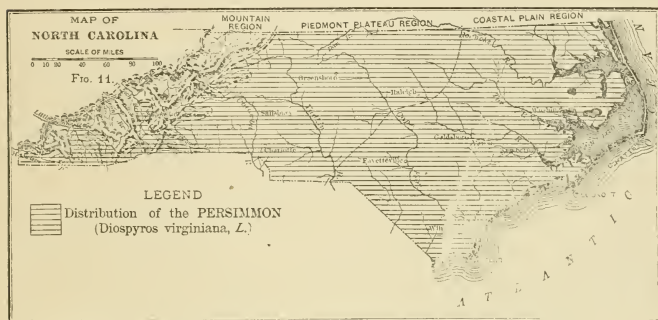 MAP OF
NORTH CAROLINA
SCALE OF MILES
0 10 20 40 60 80 100
FIG. 11.
MOUNTAIN
REGION
PIEDMONT PLATEAU REGION
COASTAL PLAIN REGION
Greensboro
Raleigh
Goldsboro
Charlotte
Fayetteville
LEGEND
Distribution of the PERSIMMON
(Diospyros virginiana, L.)
ATLANTIC